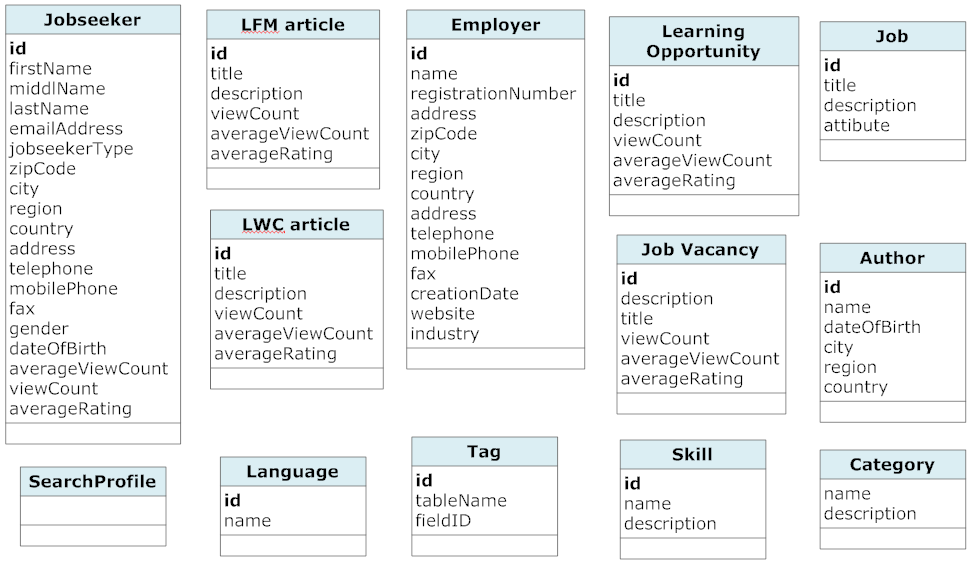 Jobseeker
id
firstName
middlName
lastName
emailAddress
jobseekerType
zipCode
city
region
country
address
telephone
mobilePhone
fax
gender
dateOfBirth
averageViewCount
viewCount
averageRating
LFM article
id
title
description
viewCount
averageViewCount
averageRating
LWC article
id
title
description
viewCount
averageViewCount
averageRating
Employer
id
name
registrationNumber
address
zipCode
city
region
country
address
telephone
mobilePhone
fax
creationDate
website
industry
Learning
Opportunity
id
title
description
viewCount
averageViewCount
averageRating
Job Vacancy
id
description
title
viewCount
averageViewCount
averageRating
Job
id
title
description
attibute
Author
id
name
dateOfBirth
city
region
country
SearchProfile
Language
id
name
Tag
id
tableName
fieldID
Skill
id
name
description
Category
name
description